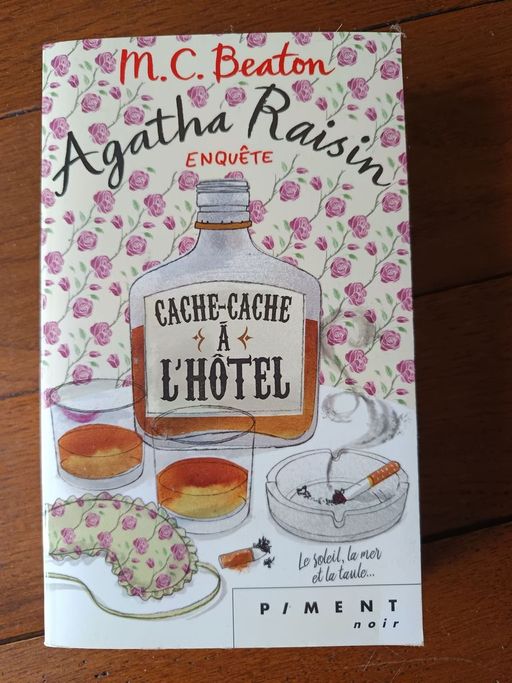 M.C. Beaton
Agatha Raisin
ENQUÊTE
CACHE-CACHE
À
L'HÔTEL
Le soleil, la mer
et la taule...
PIMENT
noir